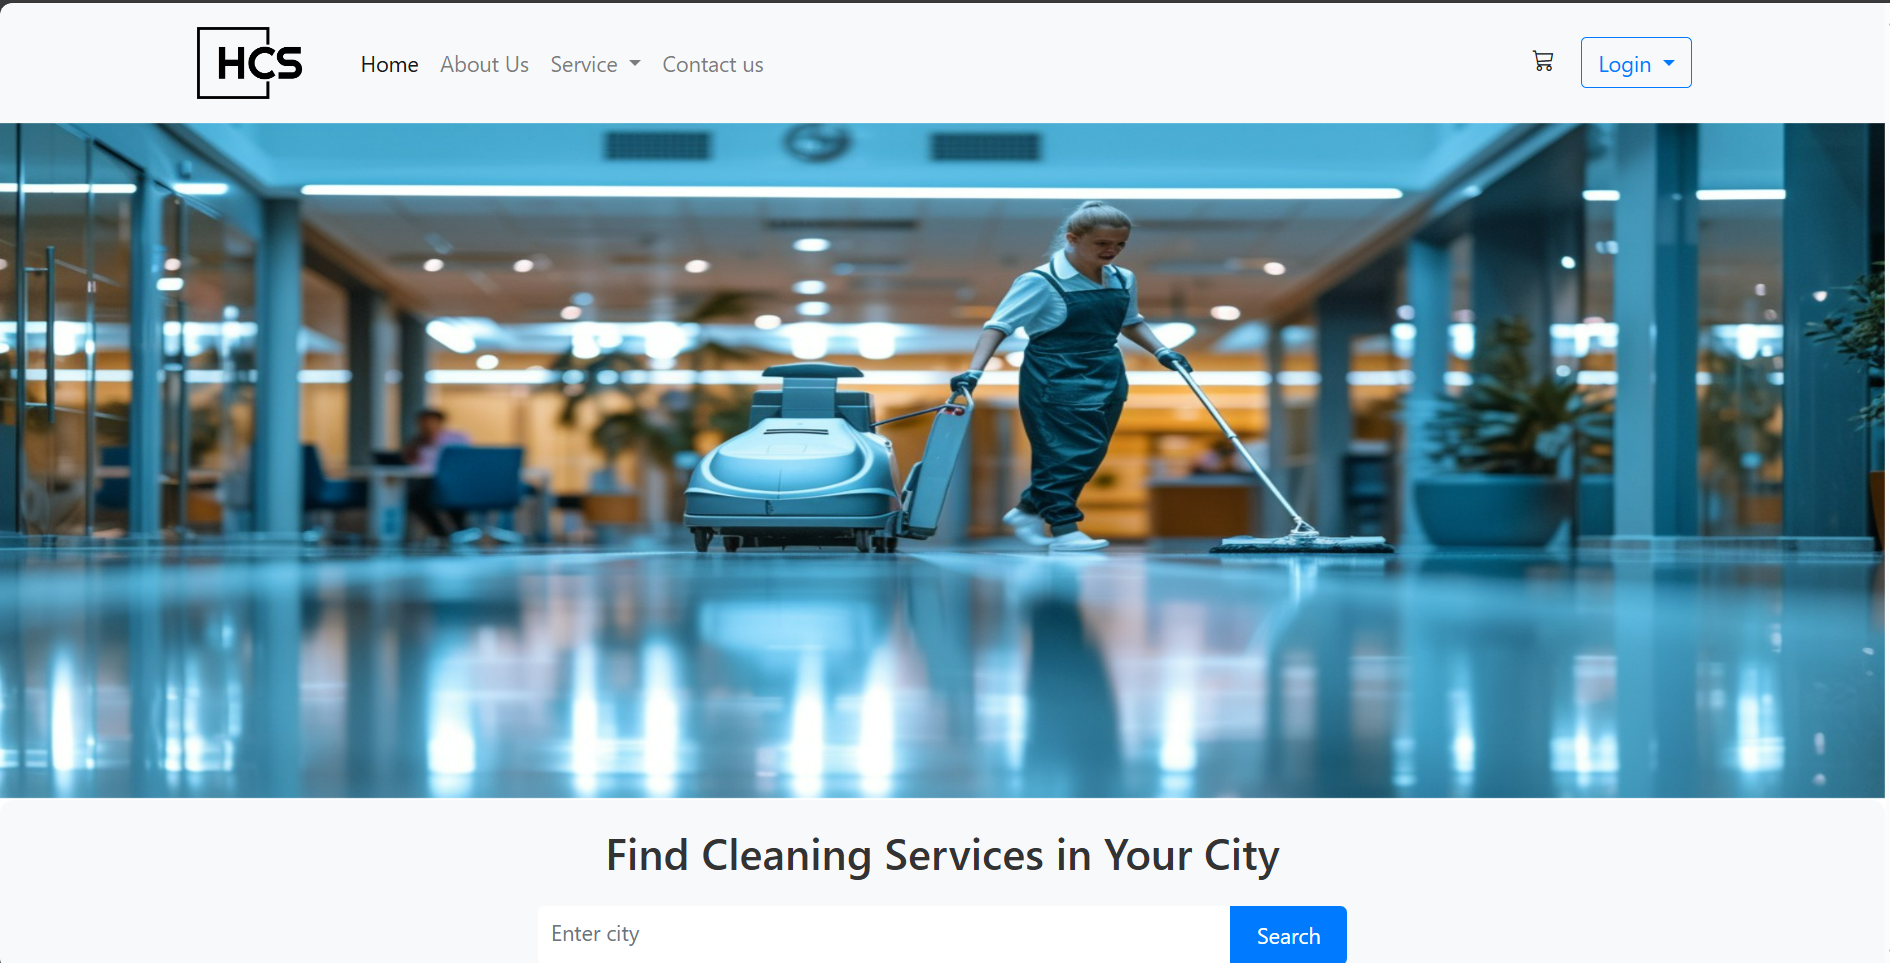 HCS
Home About Us Service Contact us
Login
Find Cleaning Services in Your City
Enter city
Search